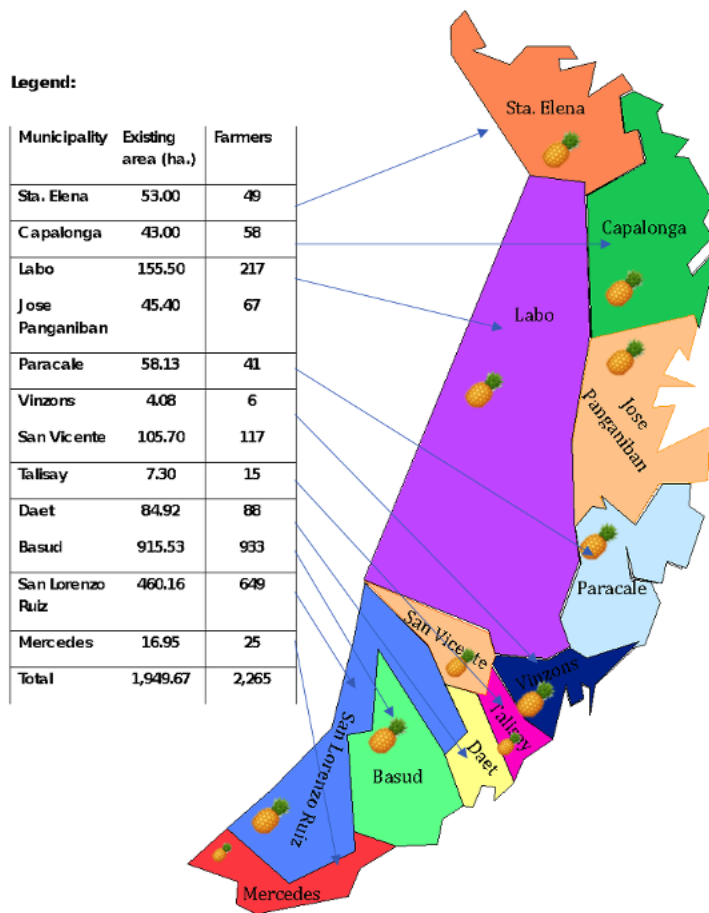 Legend:
Municipality Existing area (ha.) Farmers
Sta. Elena 53.00 49
Capalonga 43.00 58
Labo 155.50 217
Jose Panganiban 45.40 67
Paracale 58.13 41
Vinzons 4.08 6
San Vicente 105.70 117
Talisay 7.30 15
Daet 84.92 88
Basud 915.53 933
San Lorenzo Ruiz 460.16 649
Mercedes 16.95 25
Total 1,949.67 2,265
Sta. Elena
Capalonga
Labo
Jose
Panganiban
Paracale
San Vicente
Vinzons
Talisay
Daet
Basud
San Lorenzo Ruiz
Mercedes